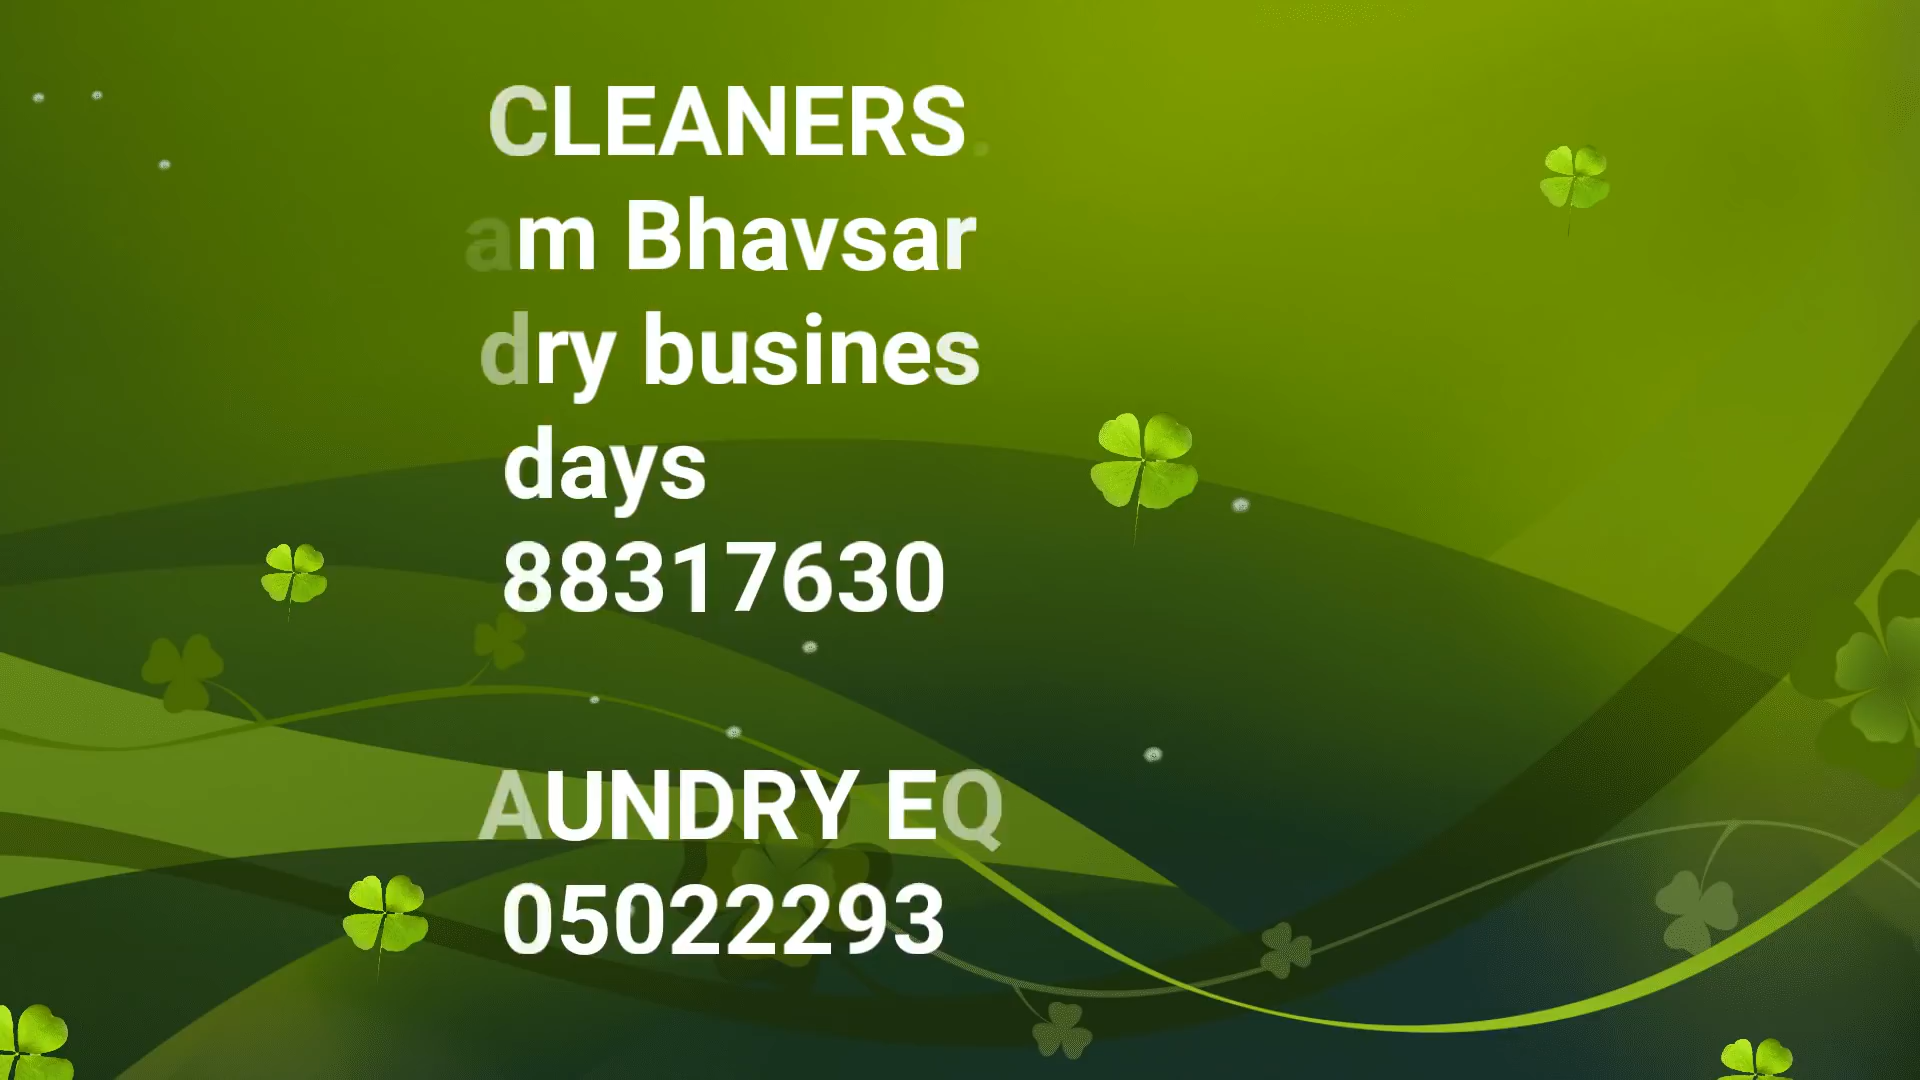 CLEANERS.
am Bhavsar
dry busines
days
88317630
AUNDRY EQ
05022293